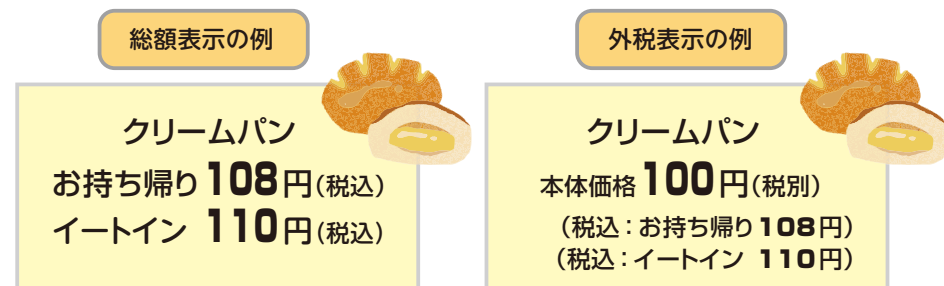 総額表示の例
クリームパン
お持ち帰り 108円(税込)
イートイン 110円(税込)
外税表示の例
クリームパン
本体価格 100円(税別)
(税込:お持ち帰り108円)
(税込:イートイン 110円)